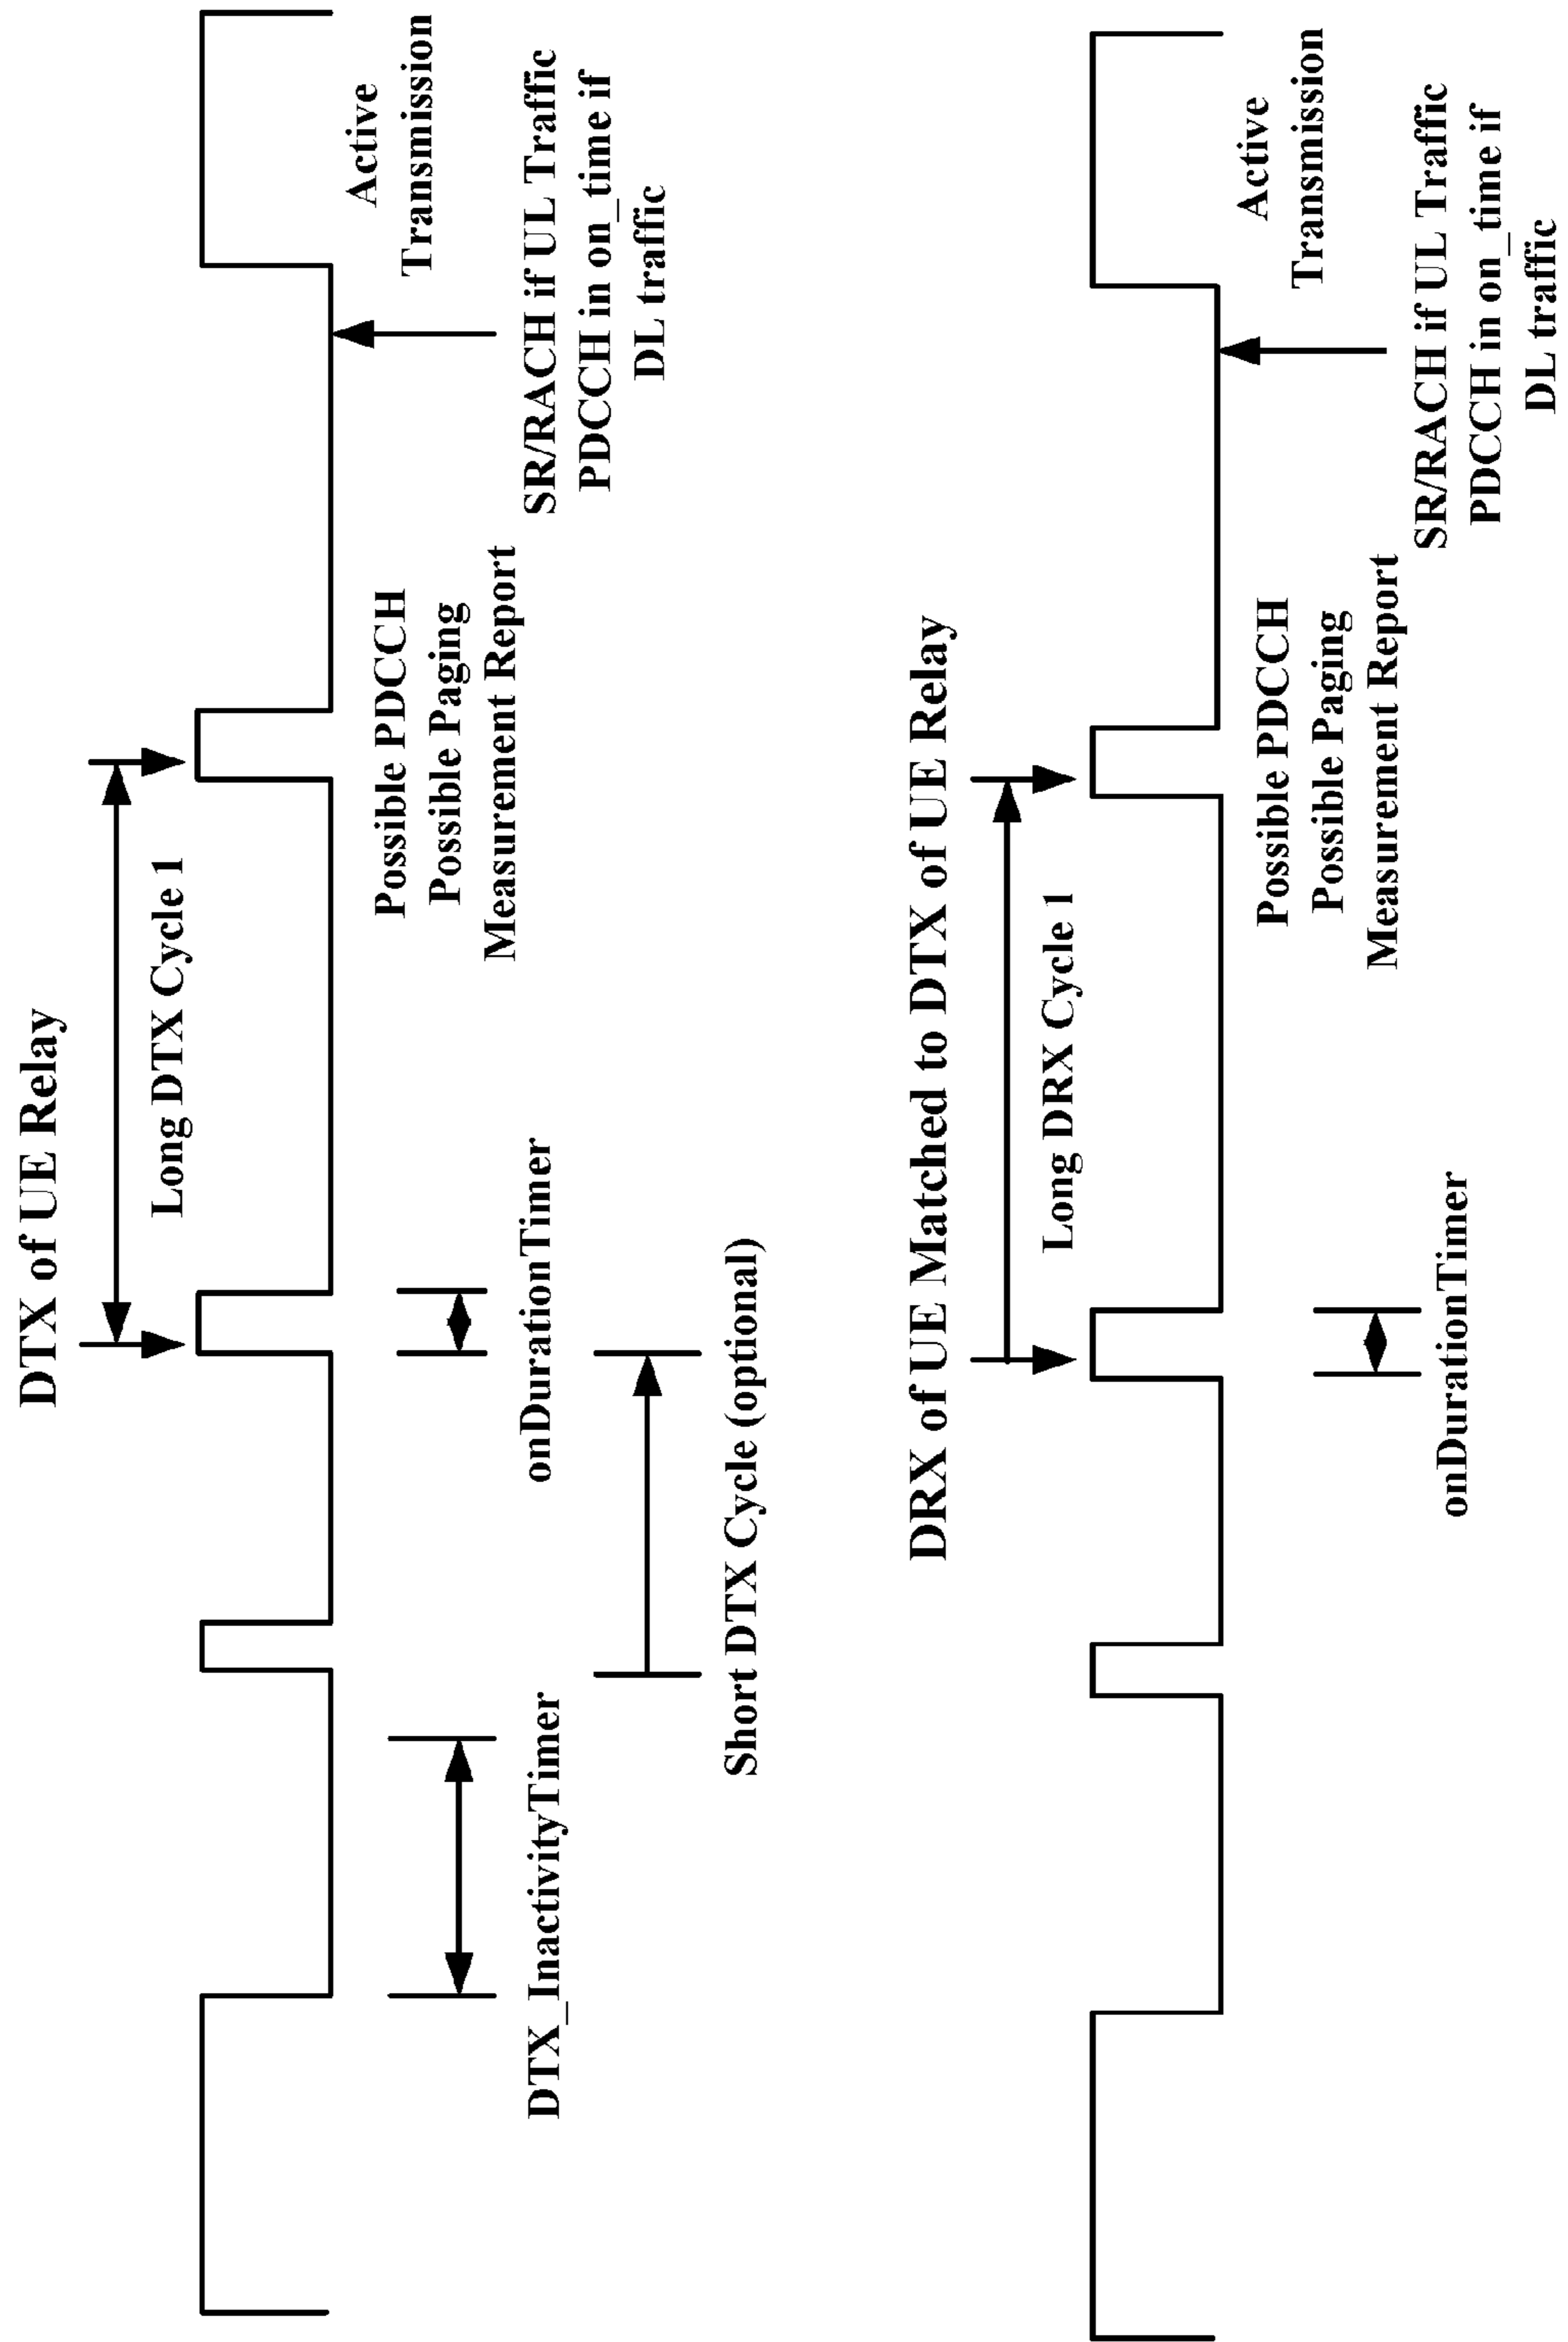 DTX of UE Relay
Long DTX Cycle 1
Active
Transmission
Possible PDCCH
Possible Paging
Measurement Report
SR/RACH if UL Traffic
PDCCH in on_time if
DL traffic
onDurationTimer
DTX_InactivityTimer
Short DTX Cycle (optional)
DRX of UE Matched to DTX of UE Relay
Long DRX Cycle 1
Active
Transmission
Possible PDCCH
Possible Paging
Measurement Report
SR/RACH if UL Traffic
PDCCH in on_time if
DL traffic
onDurationTimer